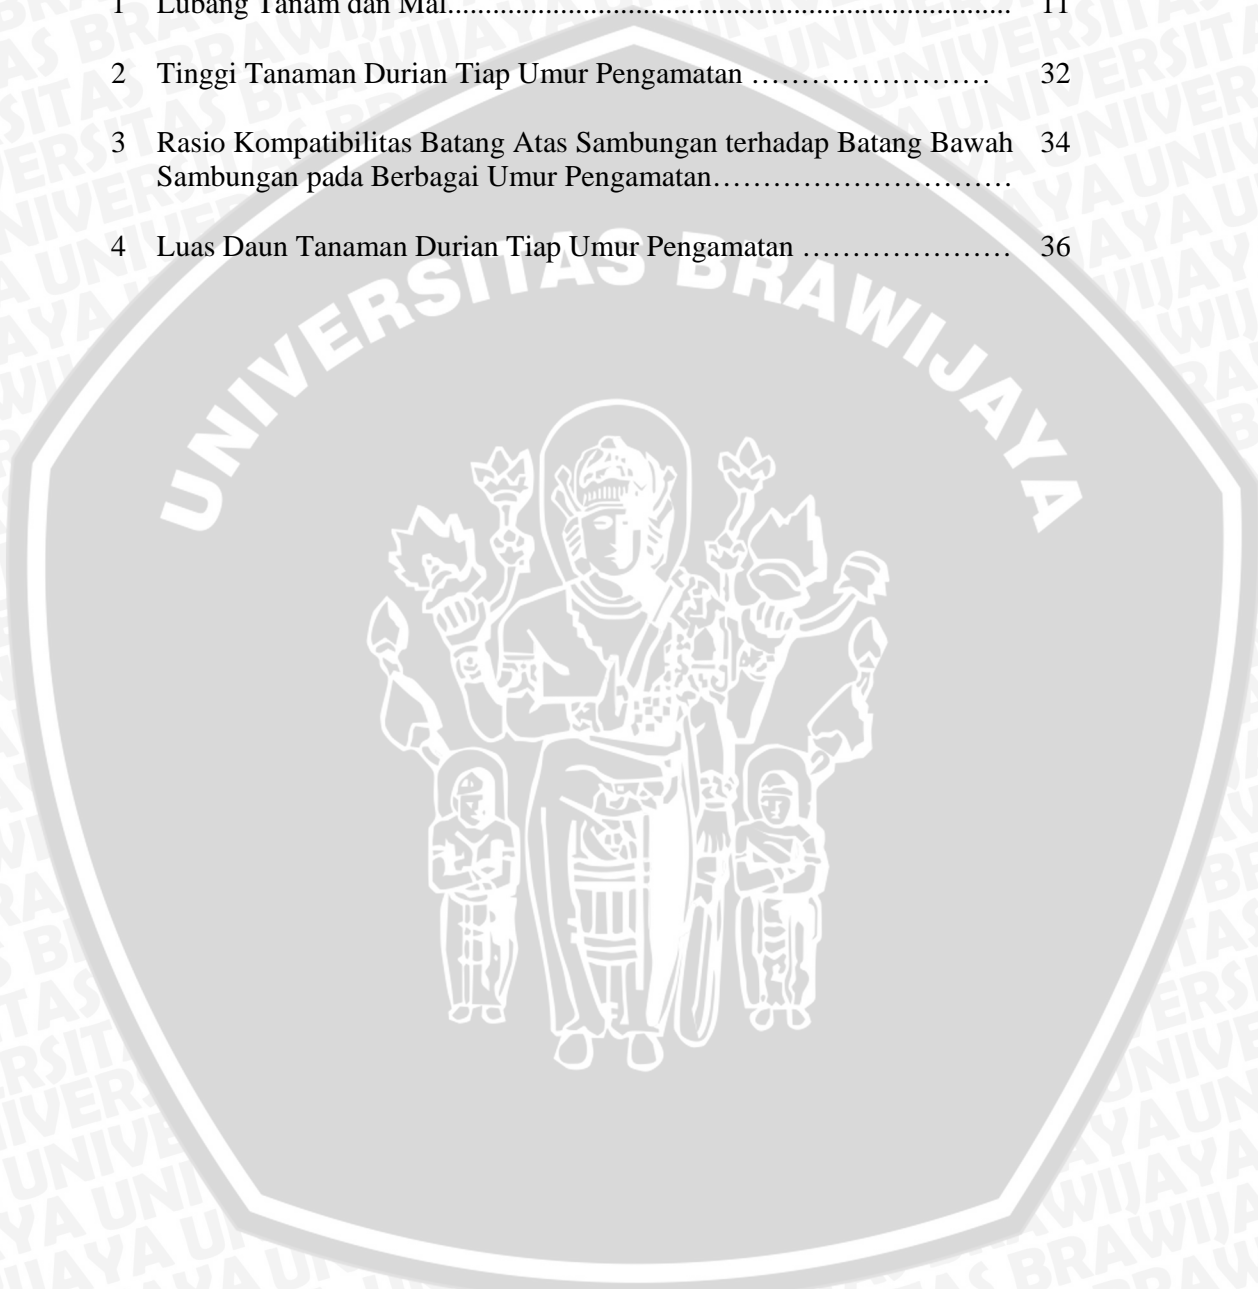 1 Lubang Tanam dan Mal............................................................... 11
2 Tinggi Tanaman Durian Tiap Umur Pengamatan …………………… 32
3 Rasio Kompatibilitas Batang Atas Sambungan terhadap Batang Bawah 34
Sambungan pada Berbagai Umur Pengamatan…………………………
4 Luas Daun Tanaman Durian Tiap Umur Pengamatan ………………… 36
UNIVERSITAS BRAWIJAYA